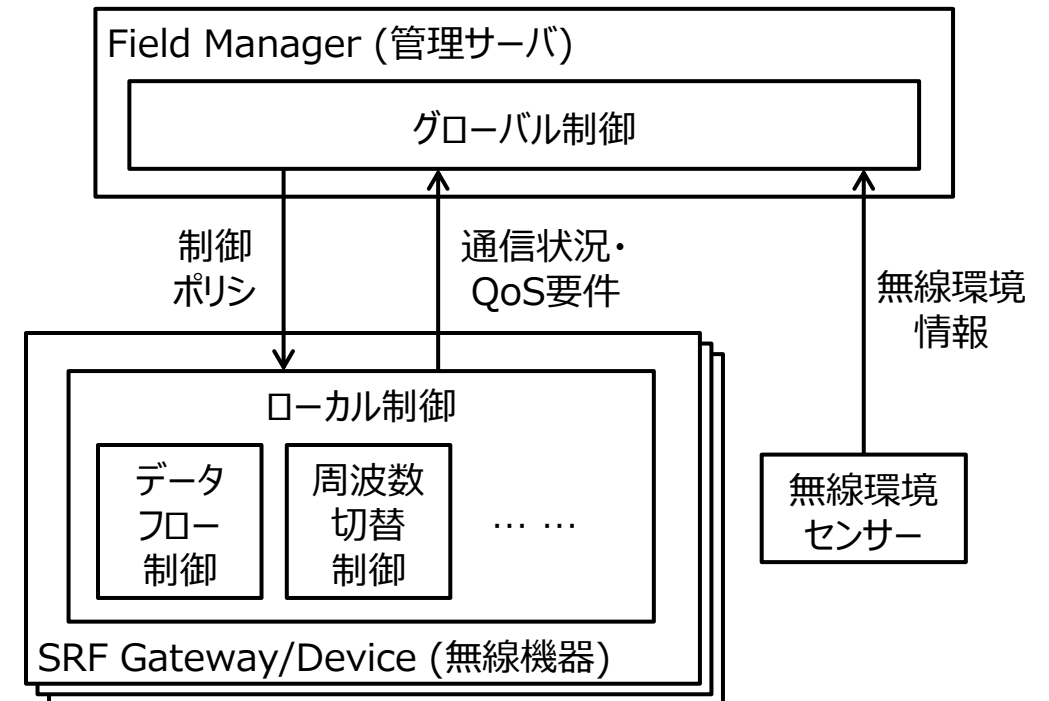 Field Manager (管理サーバ)
グローバル制御
制御
ポリシ
通信状況・
QoS要件
無線環境
情報
ローカル制御
データ
フロー
制御
周波数
切替
制御
… …
無線環境
センサー
SRF Gateway/Device (無線機器)